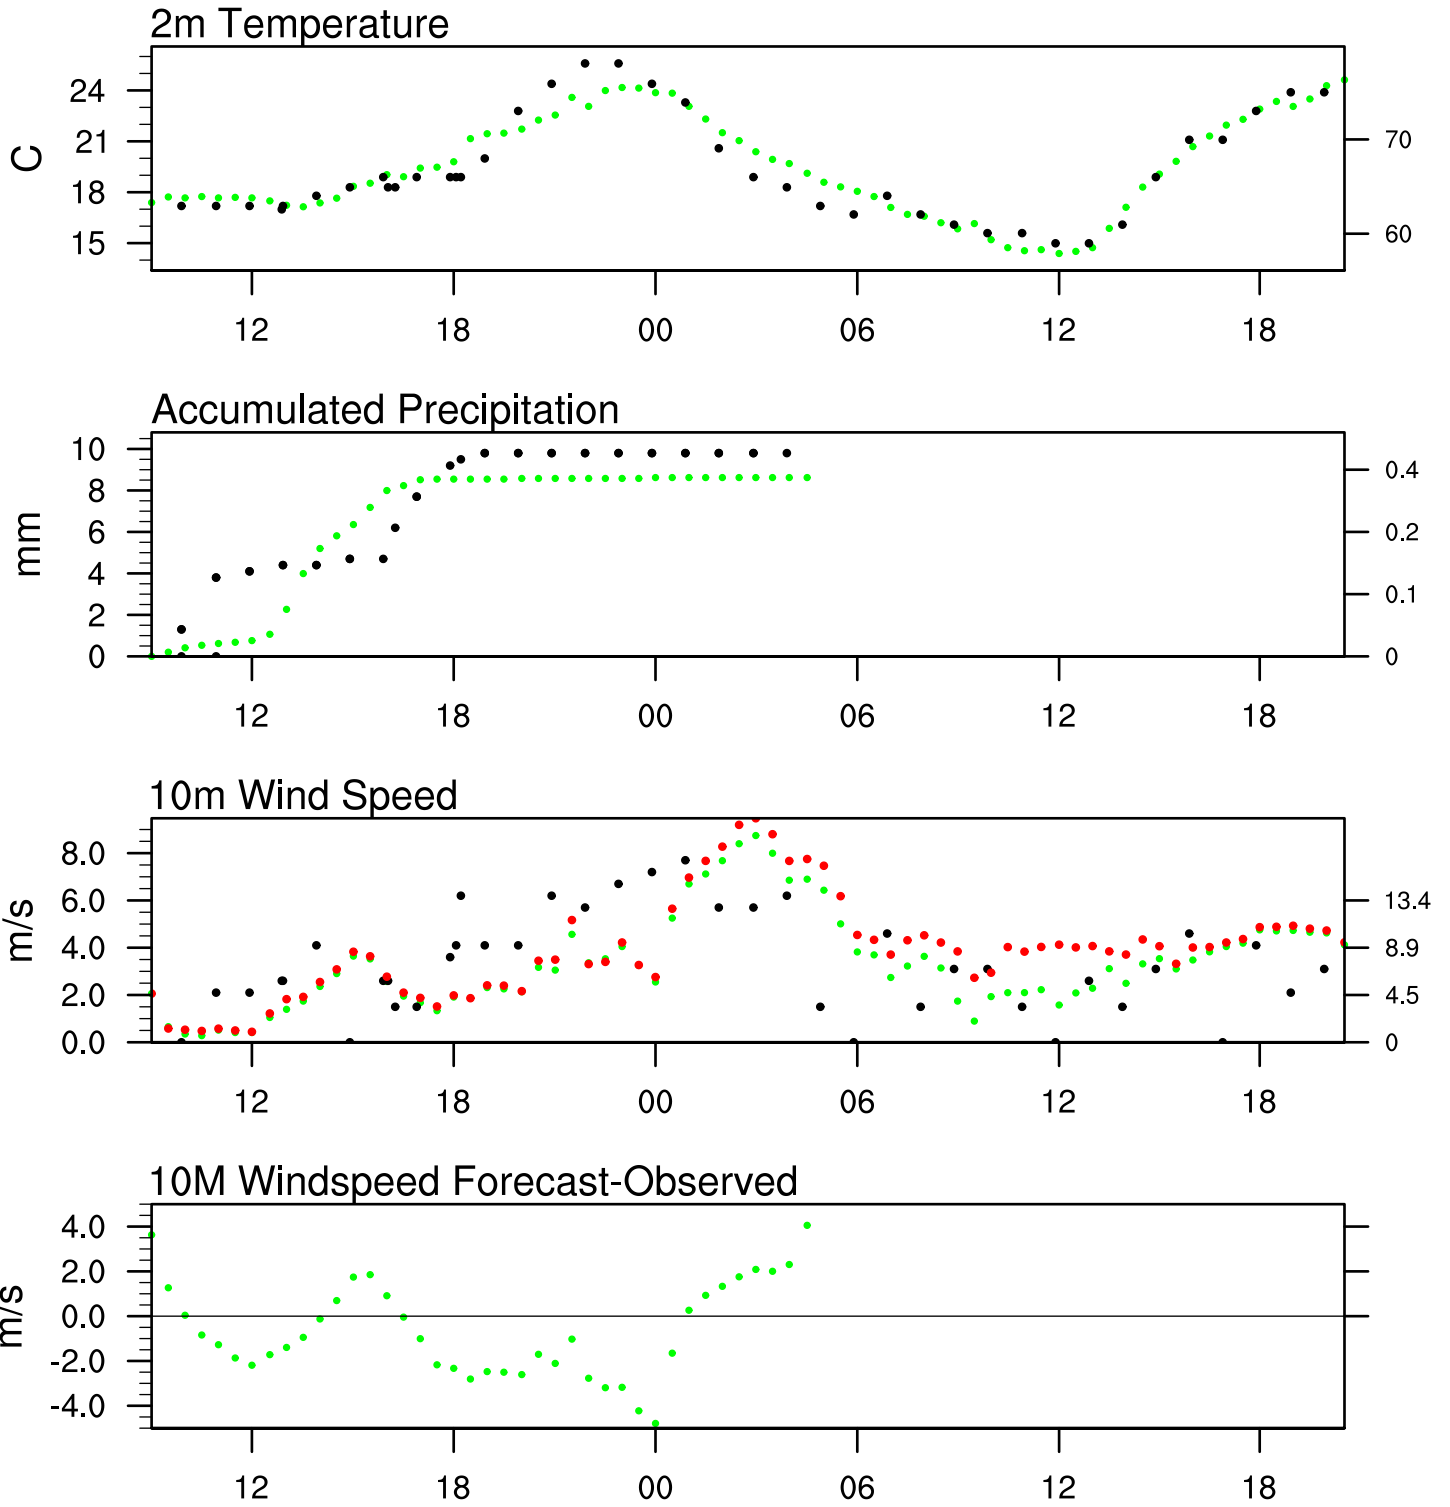 2m Temperature
24
21
18
15
C
70
60
12 18 00 06 12 18
Accumulated Precipitation
10
8
6
4
2
0
mm
0.4
0.2
0.1
0
12 18 00 06 12 18
10m Wind Speed
8.0
6.0
4.0
2.0
0.0
m/s
13.4
8.9
4.5
0
12 18 00 06 12 18
10M Windspeed Forecast-Observed
4.0
2.0
0.0
-2.0
-4.0
m/s
12 18 00 06 12 18